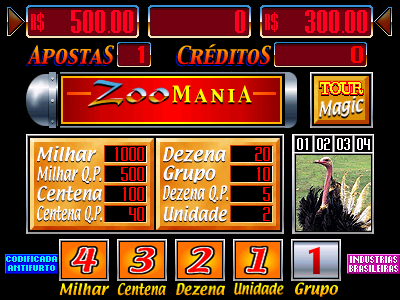 R$ 500.00 0 R$ 300.00
APOSTAS 1 CRÉDITOS 0
ZOOMANIA
TOUR
Magic
Milhar 1000
Milhar Q.P. 500
Centena 100
Centena Q.P. 40
Dezena 20
Grupo 10
Dezena Q.P. 5
Unidade 2
01 02 03 04
CODIFICADA
ANTIFURTO
4 3 2 1 1
INDUSTRIAS
BRASILEIRAS
Milhar Centena Dezena Unidade Grupo